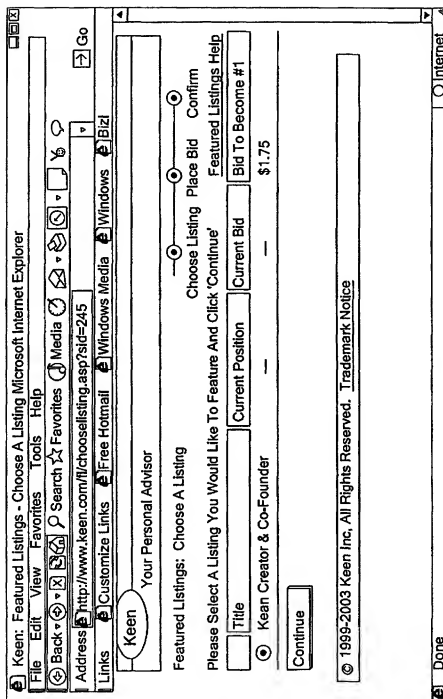 Keen: Featured Listings - Choose A Listing Microsoft Internet Explorer
File Edit View Favorites Tools Help
Back Search Favorites Media
Address http://www.keen.com/fl/chooselisting.asp?sid=245 Go
Links Customize Links Free Hotmail Windows Media Windows Bizl
Keen
Your Personal Advisor
Featured Listings: Choose A Listing
Choose Listing Place Bid Confirm
Please Select A Listing You Would Like To Feature And Click 'Continue'
Featured Listings Help
Title Current Position Current Bid Bid To Become #1
Kean Creator & Co-Founder — — $1.75
Continue
© 1999-2003 Keen Inc, All Rights Reserved. Trademark Notice
Done Internet